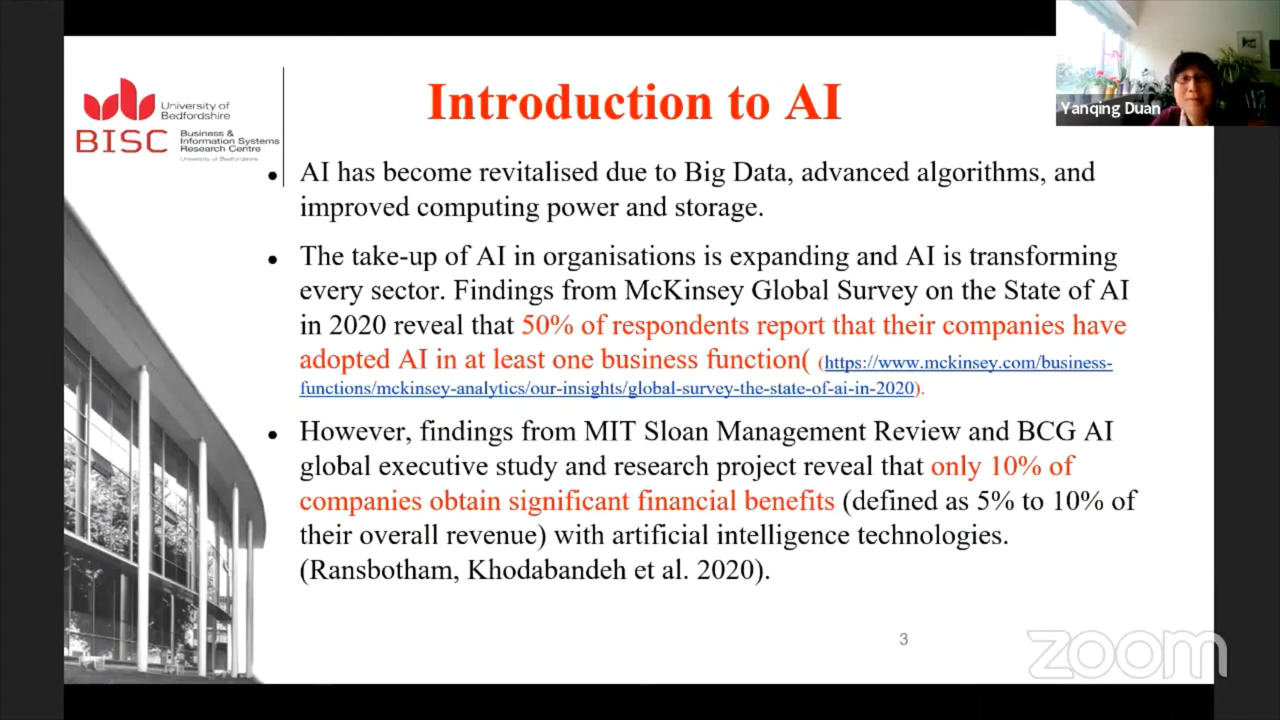 University of
Bedfordshire
BISC
Business &
Information Systems
Research Centre
University of Bedfordshire
Introduction to AI
Yanqing Duan
• AI has become revitalised due to Big Data, advanced algorithms, and
improved computing power and storage.
• The take-up of AI in organisations is expanding and AI is transforming
every sector. Findings from McKinsey Global Survey on the State of AI
in 2020 reveal that 50% of respondents report that their companies have
adopted AI in at least one business function( (https://www.mckinsey.com/business-
functions/mckinsey-analytics/our-insights/global-survey-the-state-of-ai-in-2020).
• However, findings from MIT Sloan Management Review and BCG AI
global executive study and research project reveal that only 10% of
companies obtain significant financial benefits (defined as 5% to 10% of
their overall revenue) with artificial intelligence technologies.
(Ransbotham, Khodabandeh et al. 2020).
3
zoom